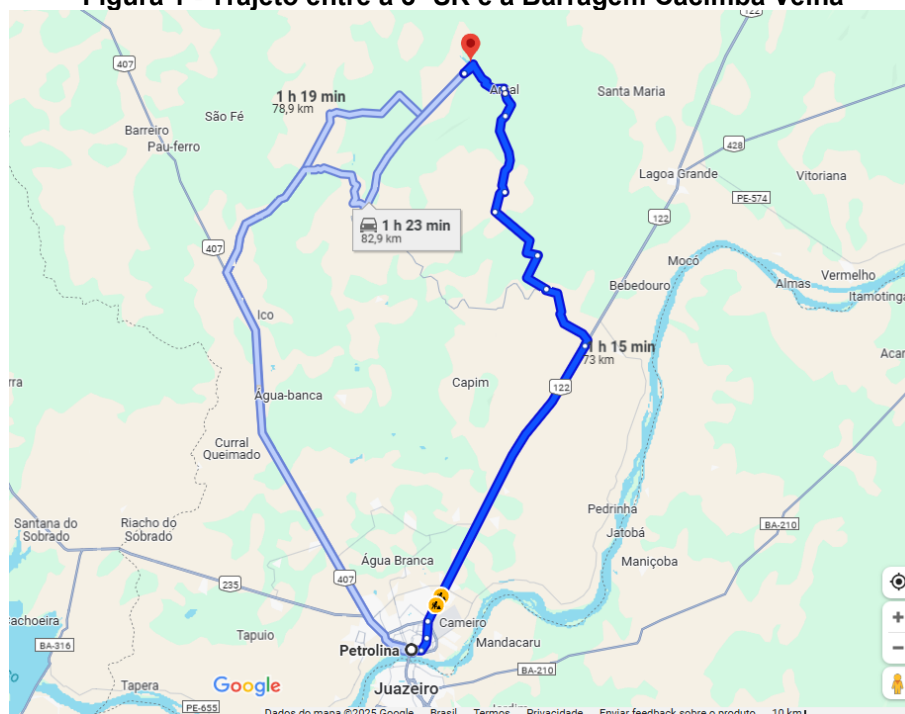 Figura 1 - Trajeto entre a 3ª SR e a Barragem Cacimba Velha
122
407
1 h 19 min
78,9 km
Santa Maria
São Fé
Barreiro
Pau-ferro
428
Lagoa Grande
Vitoriana
PE-574
122
1 h 23 min
82,9 km
407
Moco
Vermelho
Bebedouro
Almas
Itamotinga
Ico
1 h 15 min
73 km
Acar
rra
Capim
122
Água-banca
Curral
Queimado
Pedrinha
Santana do
Sobrado
Riacho do
Sobrado
Jatobá
BA-210
Água Branca
Maniçoba
235
407
Cachoeira
Tapuio
Cameiro
Mandacaru
BA-316
Petrolina
BA-210
Tapera
Google
Juazeiro
PE-655
Dados do mapa ©2025 Google Brasil Termos Privacidade Enviar feedback sobre o produto 10 km